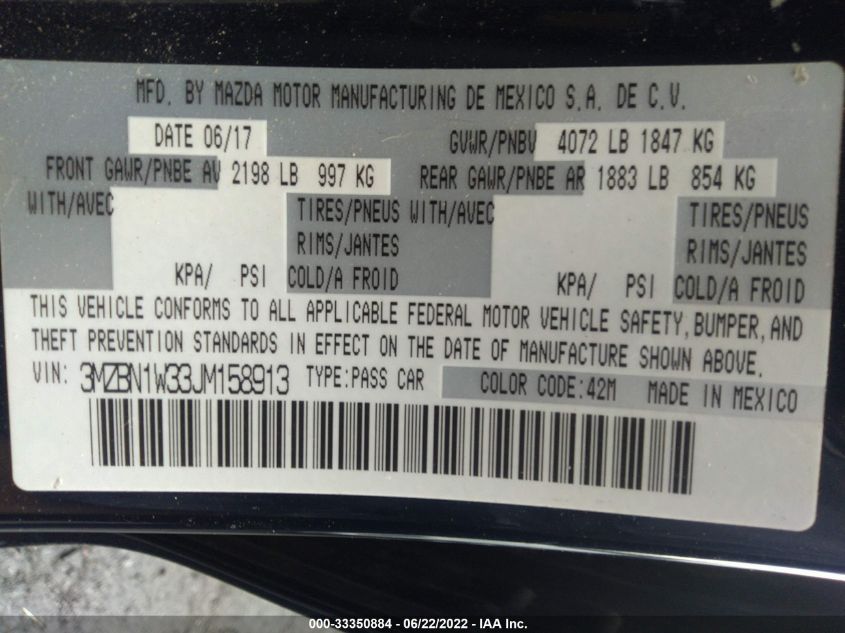 MFD. BY MAZDA MOTOR MANUFACTURING DE MEXICO S.A. DE C.V.
DATE 06/17 GVWR/PNBV 4072 LB 1847 KG
FRONT GAWR/PNBE AV 2198 LB 997 KG REAR GAWR/PNBE AR 1883 LB 854 KG
WITH/AVEC TIRES/PNEUS WITH/AVEC TIRES/PNEUS
RIMS/JANTES RIMS/JANTES
KPA/ PSI COLD/A FROID KPA/ PSI COLD/A FROID
THIS VEHICLE CONFORMS TO ALL APPLICABLE FEDERAL MOTOR VEHICLE SAFETY, BUMPER, AND
THEFT PREVENTION STANDARDS IN EFFECT ON THE DATE OF MANUFACTURE SHOWN ABOVE.
VIN: 3MZBN1W33JM158913 TYPE:PASS CAR COLOR CODE:42M MADE IN MEXICO
000-33350884 - 06/22/2022 - IAA Inc.